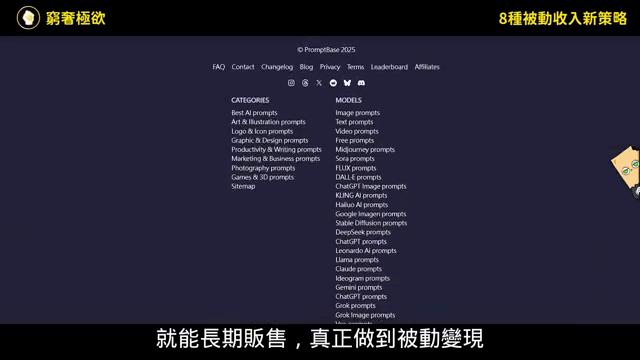 窮奢極欲
8種被動收入新策略
© PromptBase 2025
FAQ Contact Changelog Blog Privacy Terms Leaderboard Affiliates
CATEGORIES
Best AI prompts
Art & Illustration prompts
Logo & Icon prompts
Graphic & Design prompts
Productivity & Writing prompts
Marketing & Business prompts
Photography prompts
Games & 3D prompts
Sitemap
MODELS
Image prompts
Text prompts
Video prompts
Free prompts
Midjourney prompts
Sora prompts
FLUX prompts
DALL·E prompts
ChatGPT Image prompts
KLING AI prompts
Hailuo AI prompts
Google Imagen prompts
Stable Diffusion prompts
DeepSeek prompts
ChatGPT prompts
Leonardo Ai prompts
Llama prompts
Claude prompts
Ideogram prompts
Gemini prompts
ChatGPT prompts
Grok prompts
Grok Image prompts
就能長期販售，真正做到被動變現